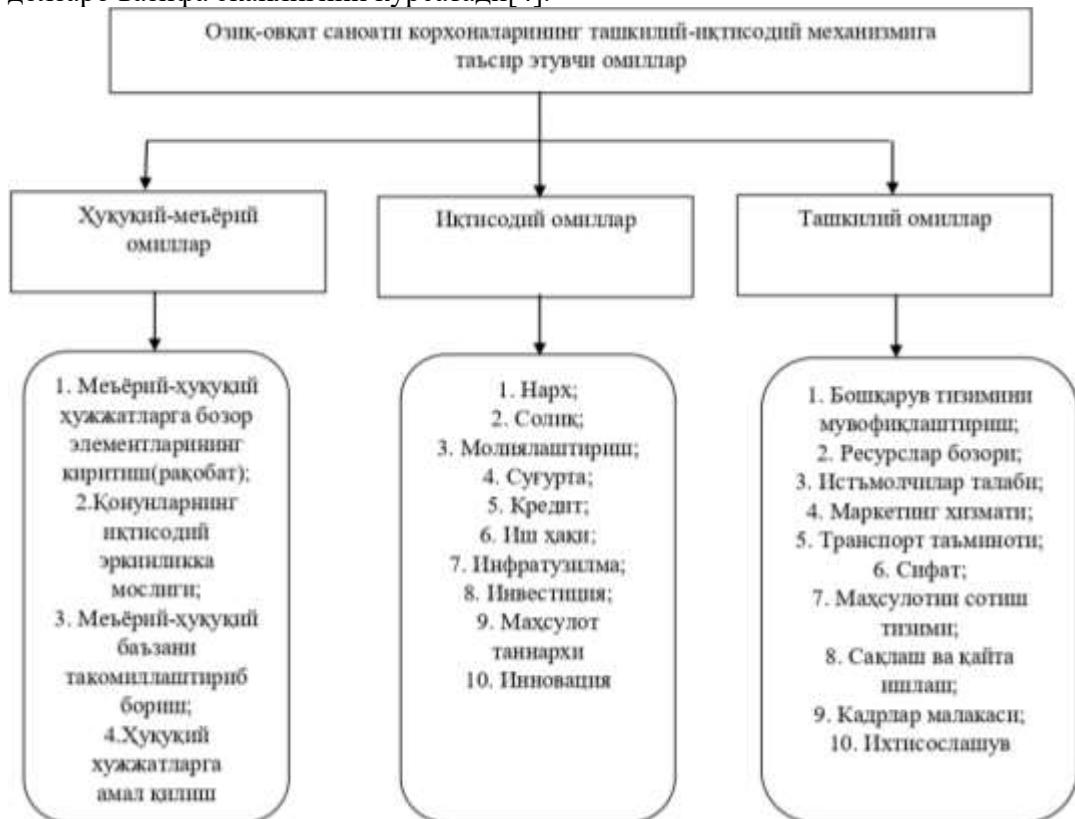 Озиқ-овқат саноати корхоналарининг ташкилий-иқтисодий механизмига
таъсир этувчи омиллар
Ҳуқуқий-меъёрий
омиллар
Иқтисодий омиллар
Ташкилий омиллар
1. Меъёрий-ҳуқуқий
ҳужжатларга бозор
элементларининг
киритиш(рақобат);
2.Қонунларнинг
иқтисодий
эркинликка
мослиги;
3. Меъёрий-ҳуқуқий
баъзани
такомиллаштириб
бориш;
4.Ҳуқуқий
ҳужжатларга
амал қилиш
1. Нарх;
2. Солиқ;
3. Молиялаштириш;
4. Суғурта;
5. Кредит;
6. Иш ҳақи;
7. Инфратузилма;
8. Инвестиция;
9. Маҳсулот
таннархи
10. Инновация
1. Бошқарув тизимини
мувофиқлаштириш;
2. Ресурслар бозори;
3. Истъмолчилар талаби;
4. Маркетинг хизмати;
5. Транспорт таъминоти;
6. Сифат;
7. Маҳсулотни сотиш
тизими;
8. Сақлаш ва қайта
ишлаш;
9. Кадрлар малакаси;
10. Ихтисослашув